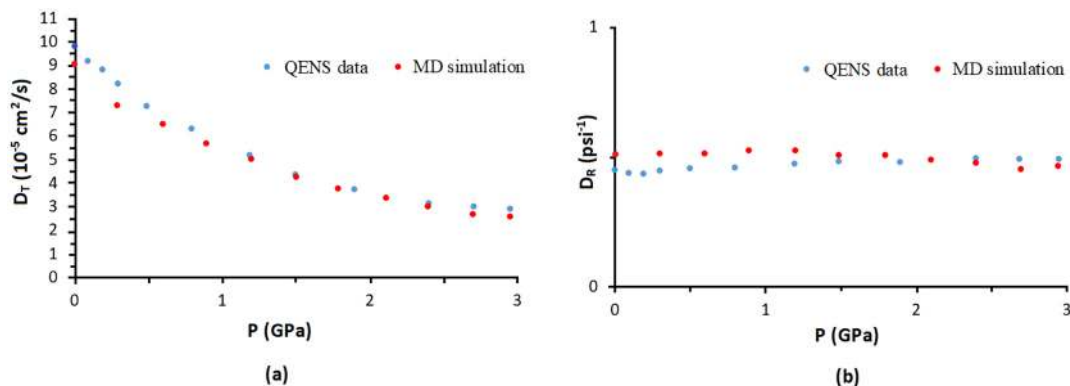 11
10
9
8
7
6
5
4
3
2
1
0
D_T (10⁻⁵ cm²/s)
QENS data
MD simulation
0
1
2
3
P (GPa)
(a)
1
0
D_R (psi⁻¹)
QENS data
MD simulation
0
1
2
3
P (GPa)
(b)